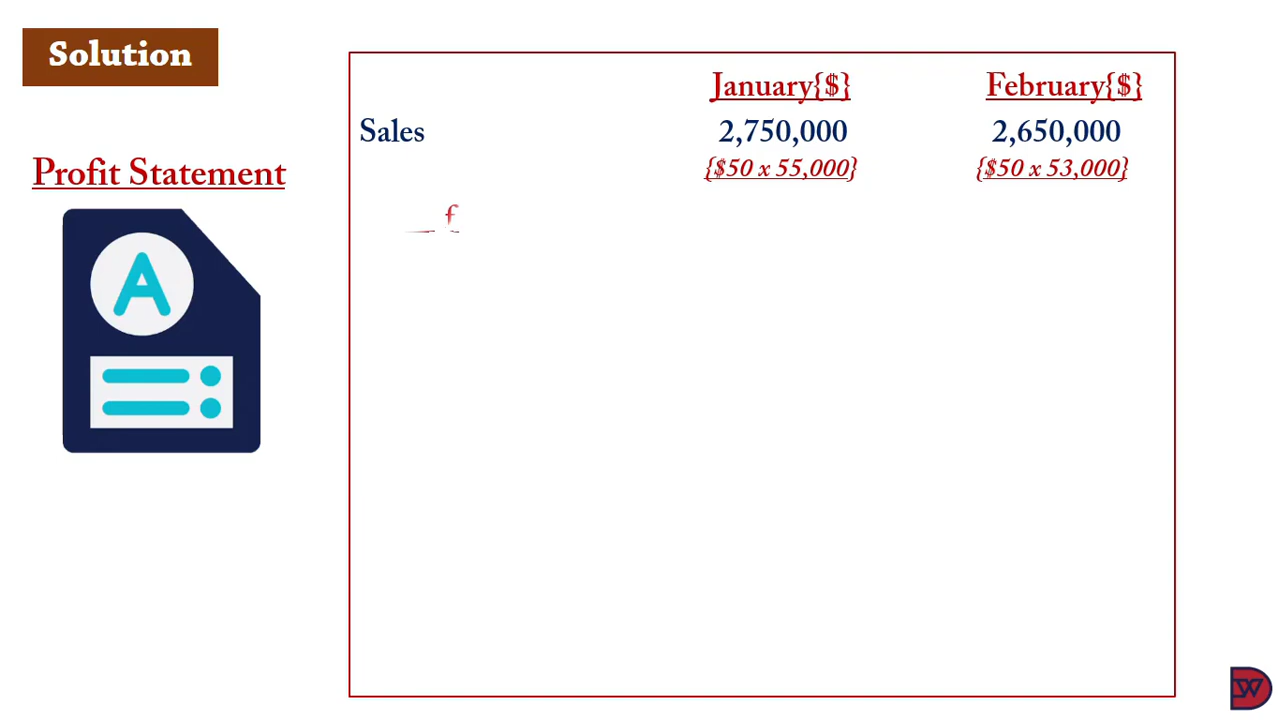 Solution
Profit Statement
January{$} February{$}
Sales 2,750,000 2,650,000
{$50 x 55,000} {$50 x 53,000}